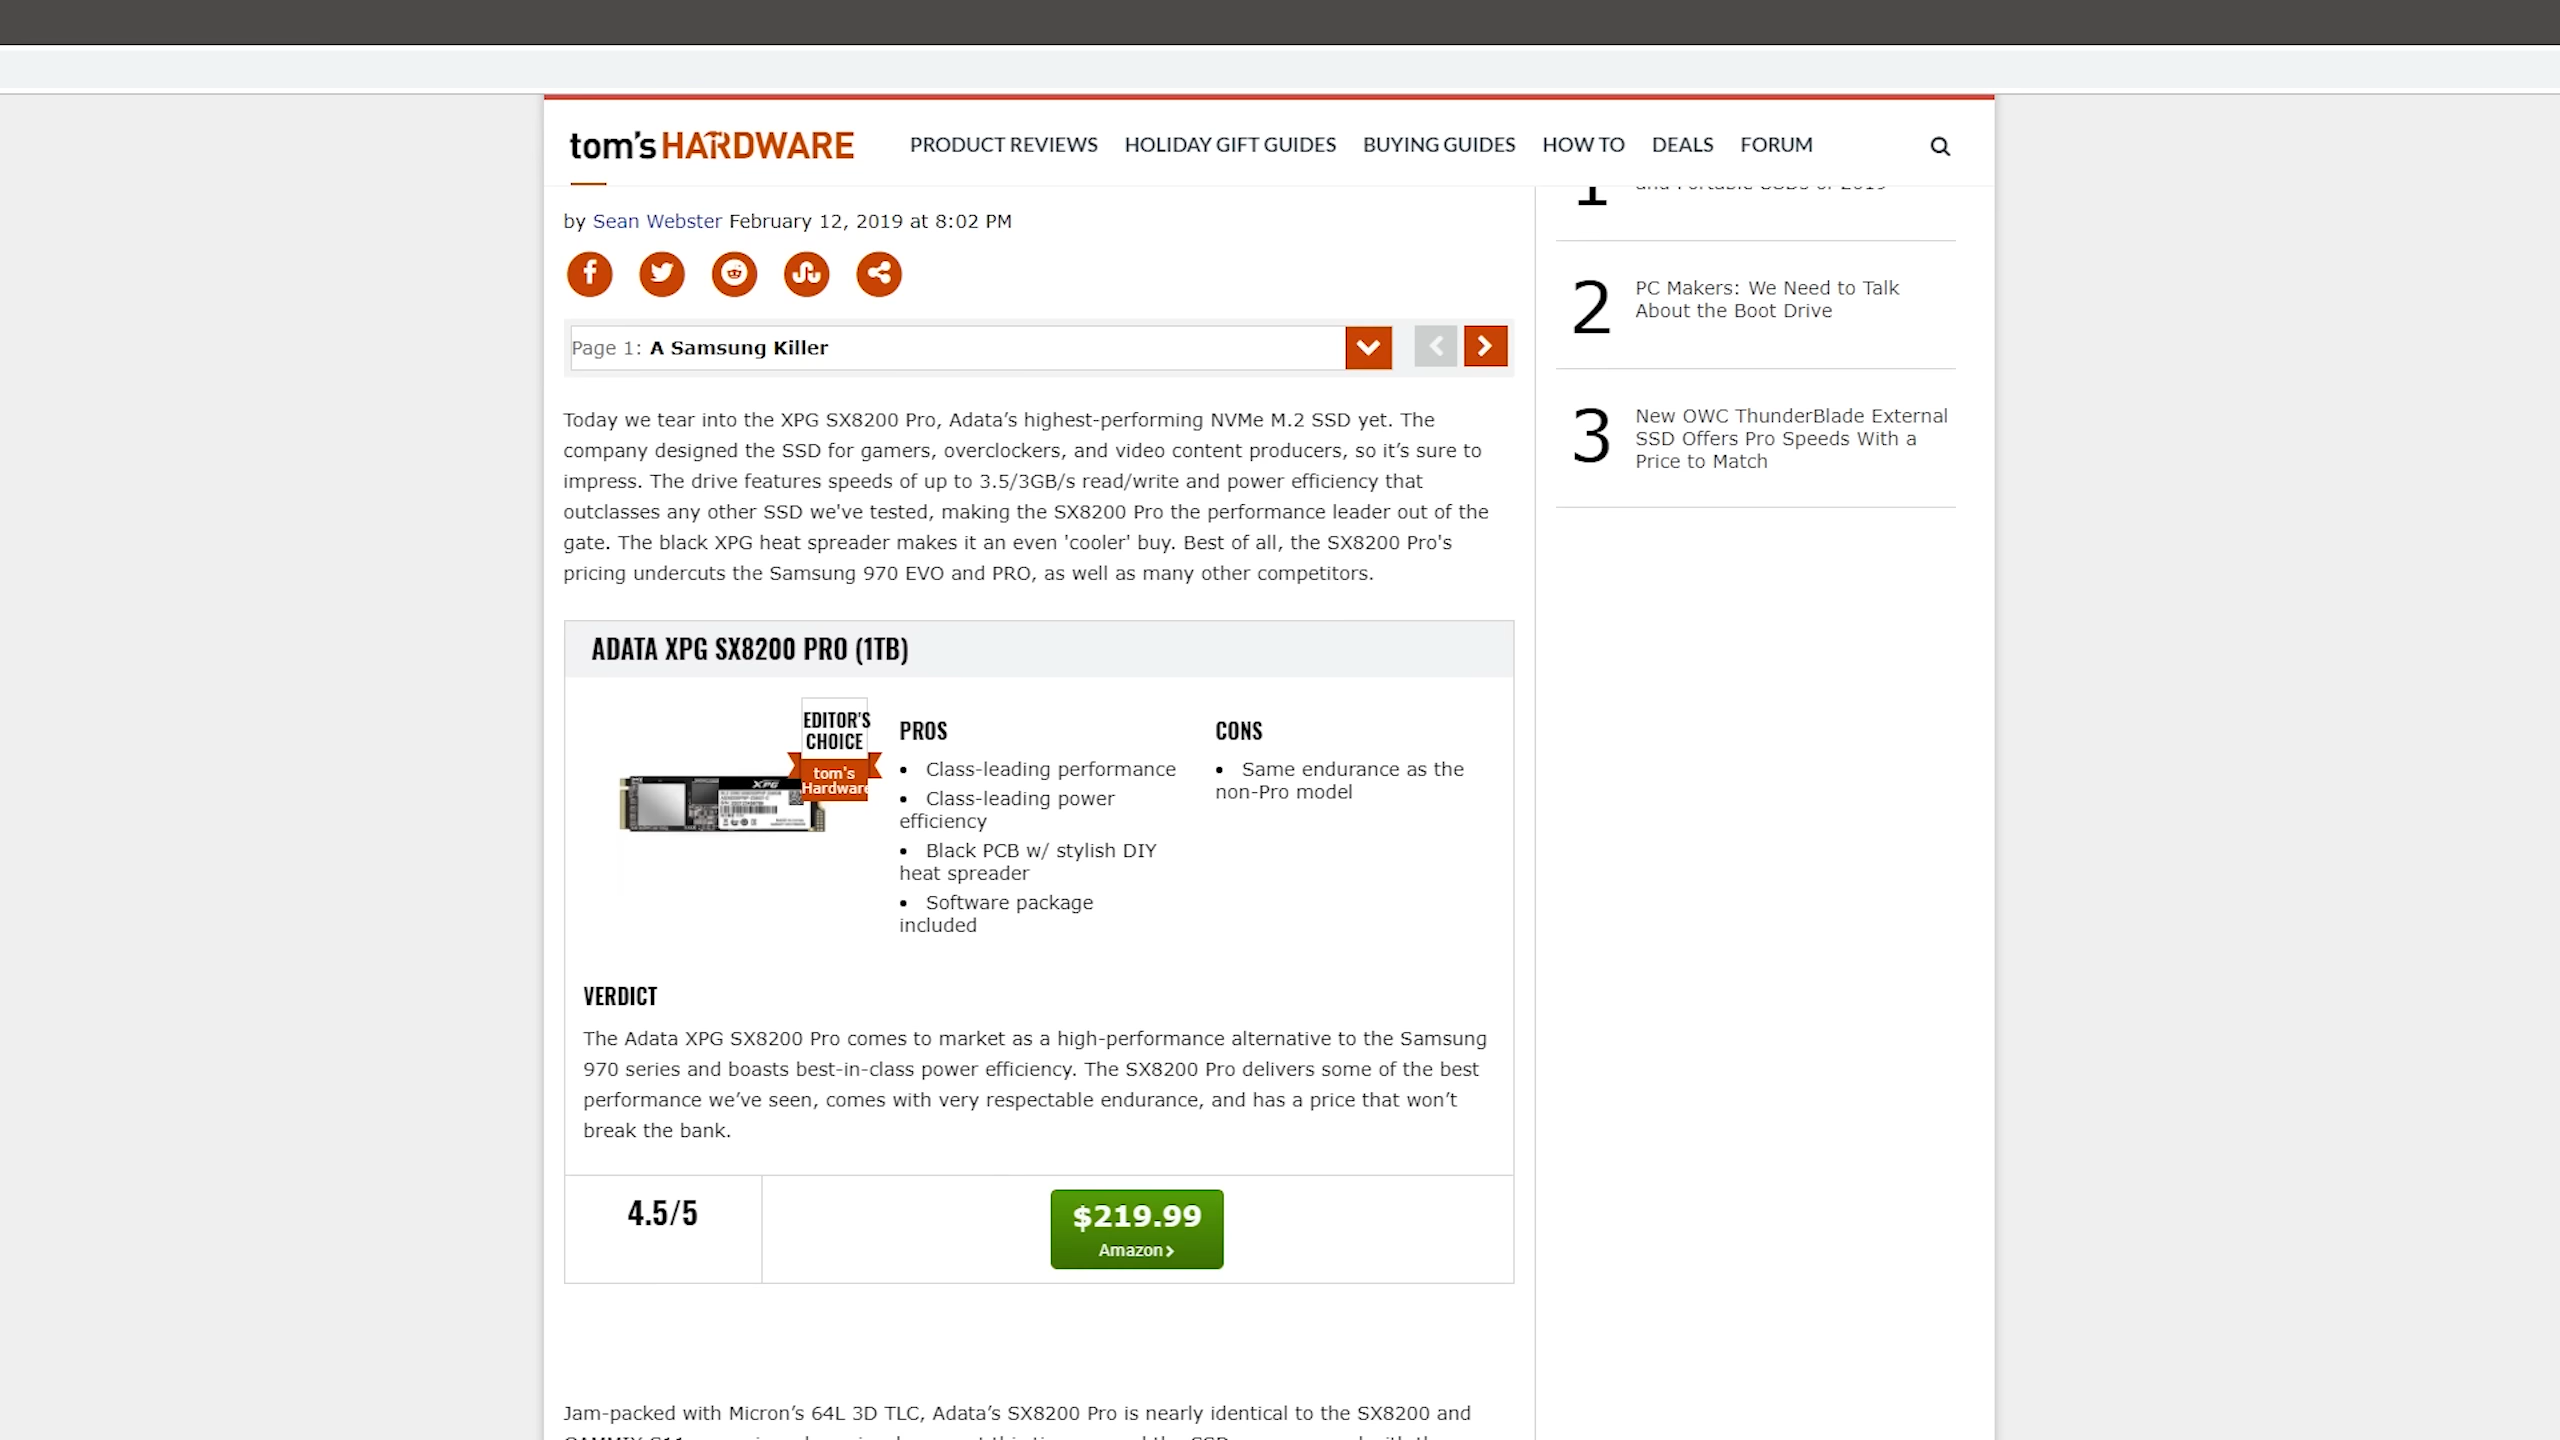 tom's HARDWARE
PRODUCT REVIEWS HOLIDAY GIFT GUIDES BUYING GUIDES HOW TO DEALS FORUM
by Sean Webster February 12, 2019 at 8:02 PM
Page 1: A Samsung Killer
Today we tear into the XPG SX8200 Pro, Adata’s highest-performing NVMe M.2 SSD yet. The
company designed the SSD for gamers, overclockers, and video content producers, so it’s sure to
impress. The drive features speeds of up to 3.5/3GB/s read/write and power efficiency that
outclasses any other SSD we've tested, making the SX8200 Pro the performance leader out of the
gate. The black XPG heat spreader makes it an even 'cooler' buy. Best of all, the SX8200 Pro's
pricing undercuts the Samsung 970 EVO and PRO, as well as many other competitors.
ADATA XPG SX8200 PRO (1TB)
EDITOR'S
CHOICE
tom's
Hardware
XPG
PROS
• Class-leading performance
• Class-leading power
efficiency
• Black PCB w/ stylish DIY
heat spreader
• Software package
included
CONS
• Same endurance as the
non-Pro model
VERDICT
The Adata XPG SX8200 Pro comes to market as a high-performance alternative to the Samsung
970 series and boasts best-in-class power efficiency. The SX8200 Pro delivers some of the best
performance we’ve seen, comes with very respectable endurance, and has a price that won’t
break the bank.
4.5/5
$219.99
Amazon
Jam-packed with Micron’s 64L 3D TLC, Adata’s SX8200 Pro is nearly identical to the SX8200 and
1
2
PC Makers: We Need to Talk
About the Boot Drive
3
New OWC ThunderBlade External
SSD Offers Pro Speeds With a
Price to Match